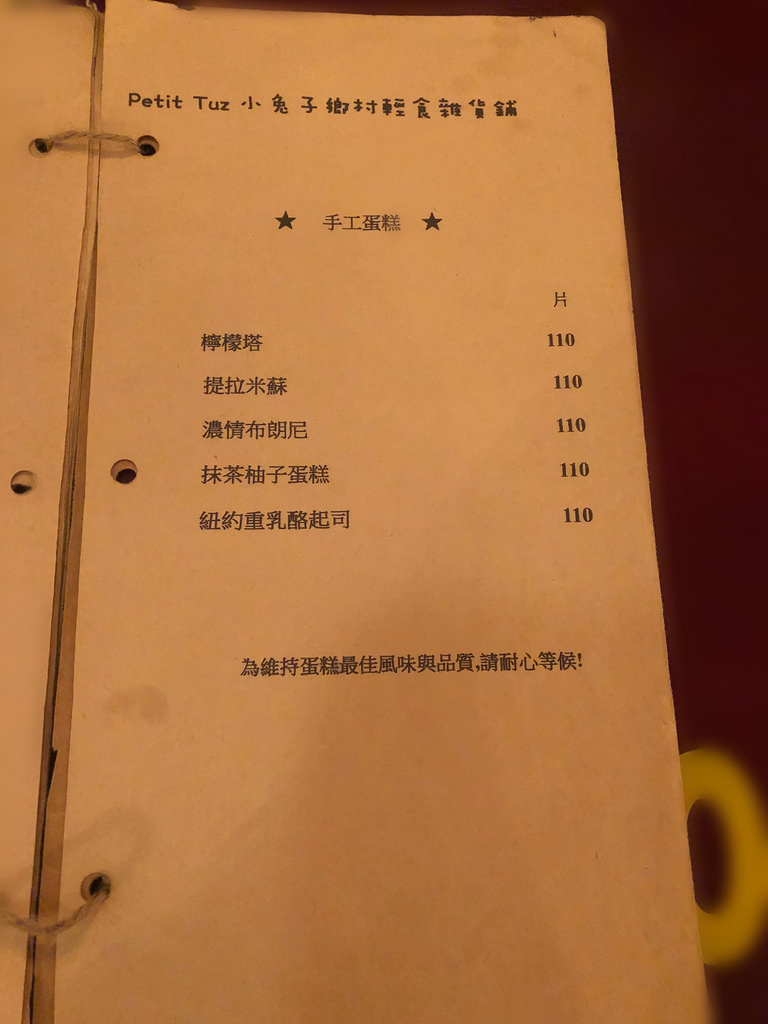 Petit Tuz 小兔子鄉村輕食雜貨鋪
★ 手工蛋糕 ★
片
檸檬塔 110
提拉米蘇 110
濃情布朗尼 110
抹茶柚子蛋糕 110
紐約重乳酪起司 110
為維持蛋糕最佳風味與品質,請耐心等候!